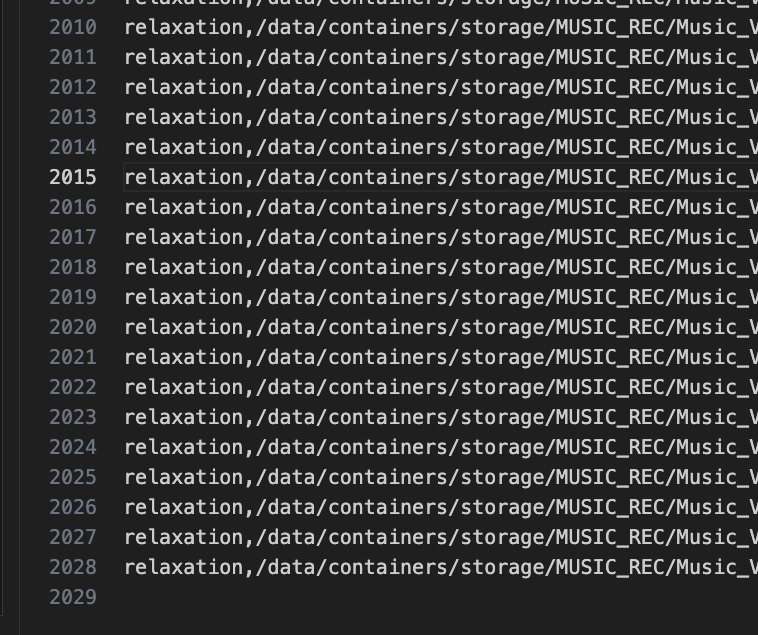 2009 relaxation,/data/containers/storage/MUSIC_REC/Music_V
2010 relaxation,/data/containers/storage/MUSIC_REC/Music_V
2011 relaxation,/data/containers/storage/MUSIC_REC/Music_V
2012 relaxation,/data/containers/storage/MUSIC_REC/Music_V
2013 relaxation,/data/containers/storage/MUSIC_REC/Music_V
2014 relaxation,/data/containers/storage/MUSIC_REC/Music_V
2015 relaxation,/data/containers/storage/MUSIC_REC/Music_V
2016 relaxation,/data/containers/storage/MUSIC_REC/Music_V
2017 relaxation,/data/containers/storage/MUSIC_REC/Music_V
2018 relaxation,/data/containers/storage/MUSIC_REC/Music_V
2019 relaxation,/data/containers/storage/MUSIC_REC/Music_V
2020 relaxation,/data/containers/storage/MUSIC_REC/Music_V
2021 relaxation,/data/containers/storage/MUSIC_REC/Music_V
2022 relaxation,/data/containers/storage/MUSIC_REC/Music_V
2023 relaxation,/data/containers/storage/MUSIC_REC/Music_V
2024 relaxation,/data/containers/storage/MUSIC_REC/Music_V
2025 relaxation,/data/containers/storage/MUSIC_REC/Music_V
2026 relaxation,/data/containers/storage/MUSIC_REC/Music_V
2027 relaxation,/data/containers/storage/MUSIC_REC/Music_V
2028 relaxation,/data/containers/storage/MUSIC_REC/Music_V
2029